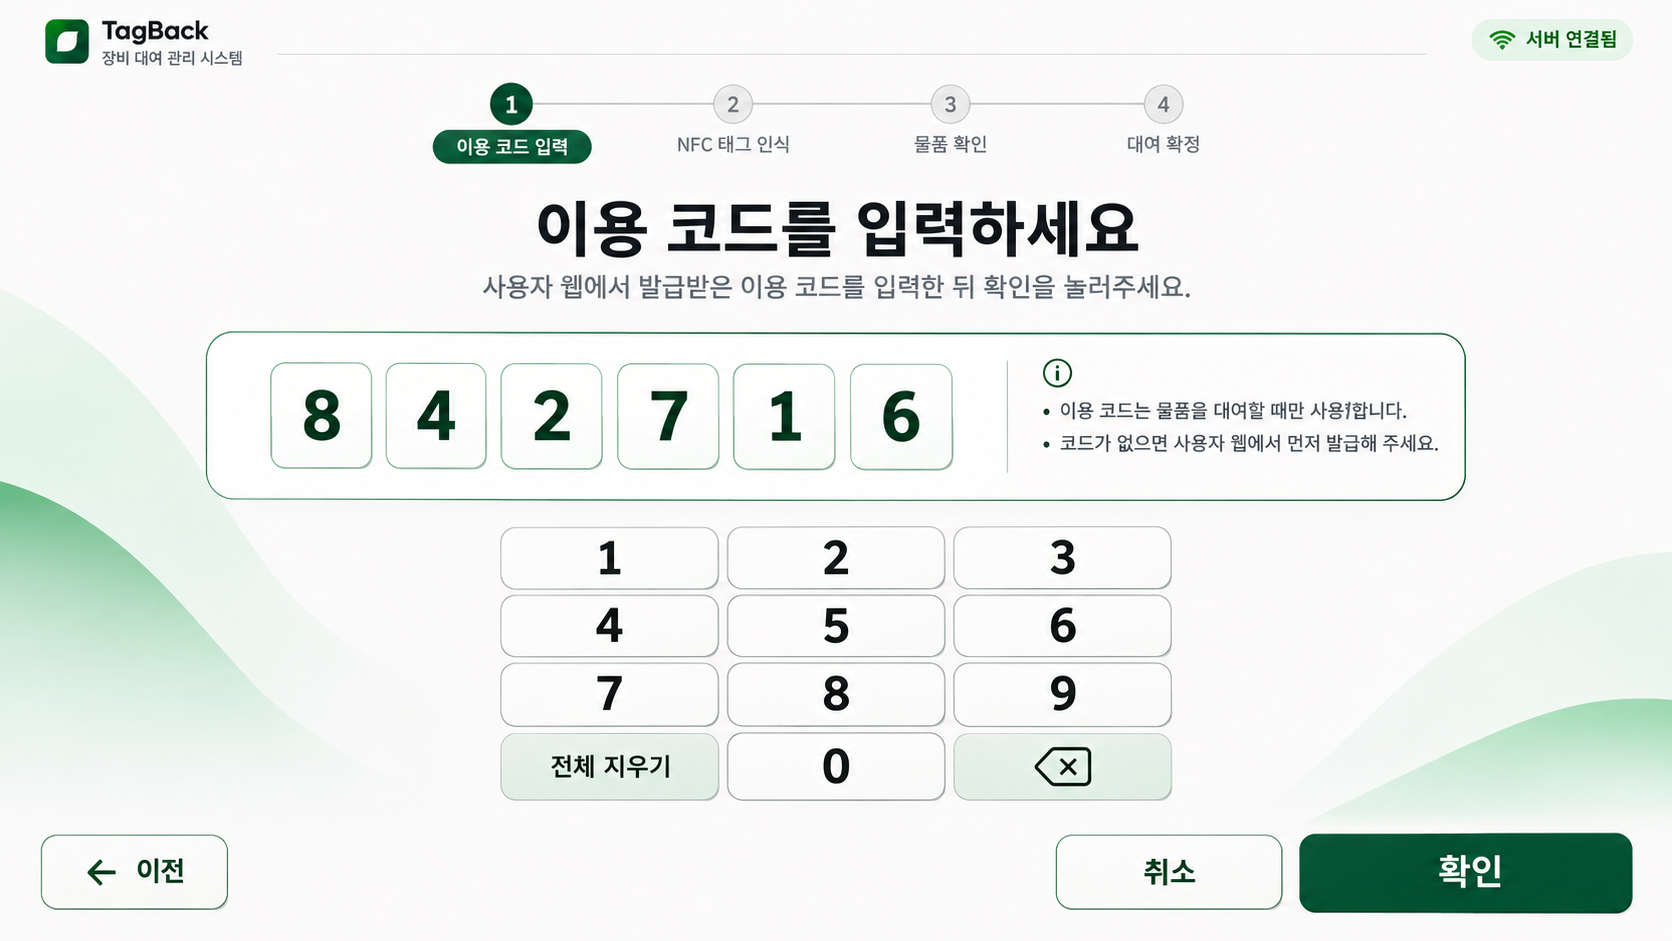 TagBack
장비 대여 관리 시스템
서버 연결됨
1
2
3
4
이용 코드 입력
NFC 태그 인식
물품 확인
대여 확정
이용 코드를 입력하세요
사용자 웹에서 발급받은 이용 코드를 입력한 뒤 확인을 눌러주세요.
8 4 2 7 1 6
• 이용 코드는 물품을 대여할 때만
• 코드가 없으면 사용자 웹에서 먼저 발급해 주세요.
1 2 3
4 5 6
7 8 9
전체 지우기 0
← 이전
취소
확인